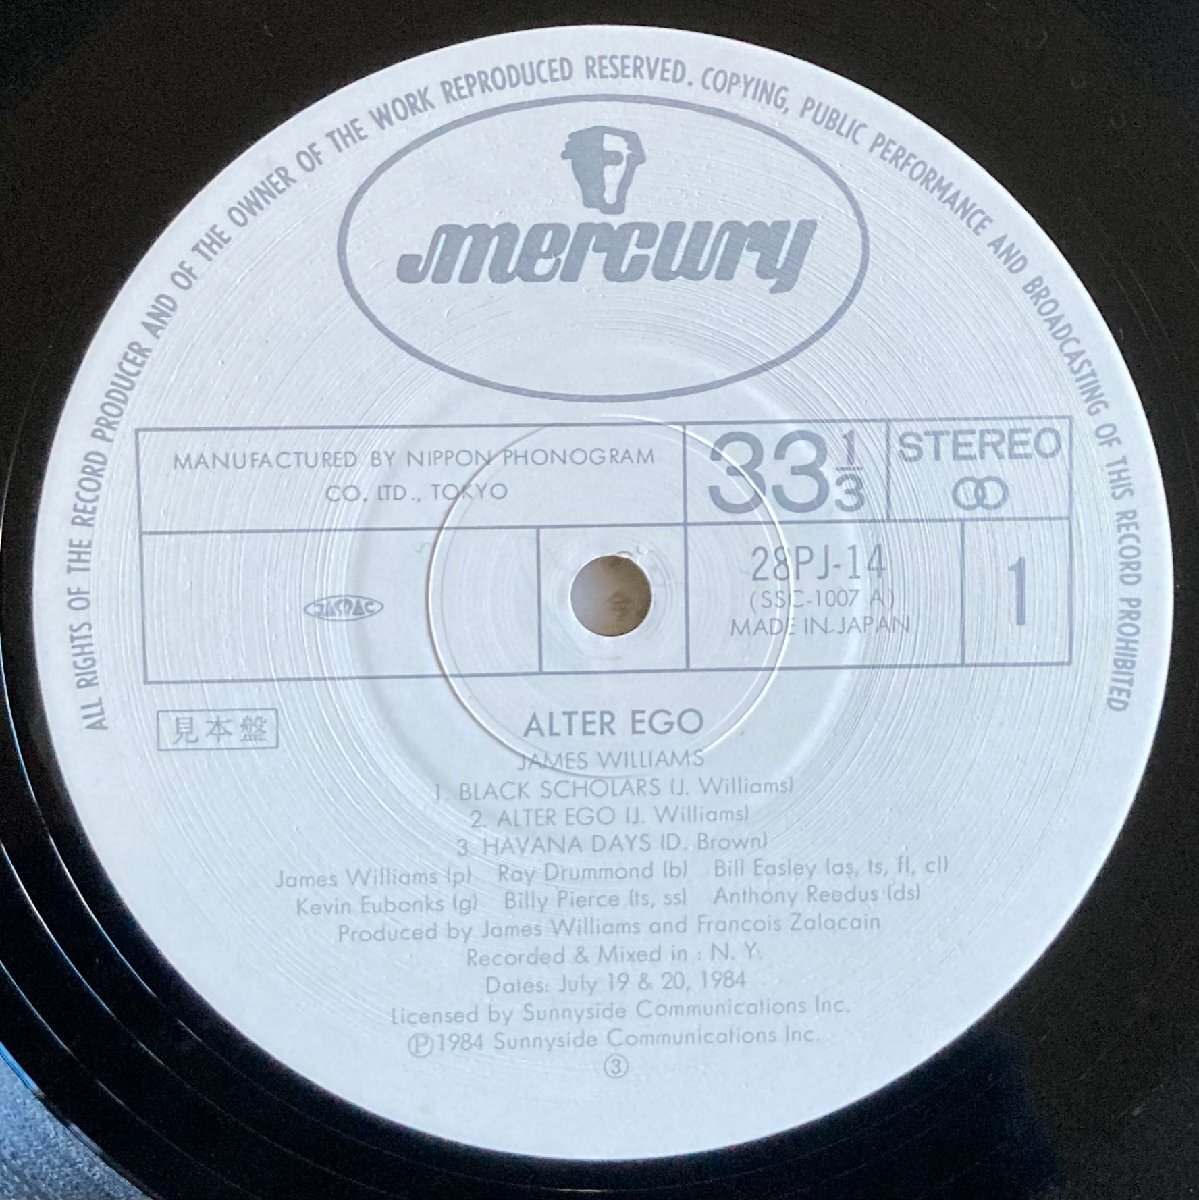 ALL RIGHTS OF THE RECORD PRODUCER AND OF THE OWNER OF THE WORK REPRODUCED RESERVED. COPYING, PUBLIC PERFORMANCE AND BROADCASTING OF THIS RECORD PROHIBITED
mercury
MANUFACTURED BY NIPPON PHONOGRAM
CO. LTD., TOKYO
33 1/3
STEREO
JASRAC
28PJ-14
(SSC-1007 A)
MADE IN JAPAN
1
見本盤
ALTER EGO
JAMES WILLIAMS
1. BLACK SCHOLARS (J. Williams)
2. ALTER EGO (J. Williams)
3. HAVANA DAYS (D. Brown)
James Williams (p) Ray Drummond (b) Bill Easley (as, ts, fl, cl)
Kevin Eubanks (g) Billy Pierce (ts, ss) Anthony Reedus (ds)
Produced by James Williams and Francois Zalacain
Recorded & Mixed in : N. Y.
Dates: July 19 & 20, 1984
Licensed by Sunnyside Communications Inc.
Ⓟ1984 Sunnyside Communications Inc.
③